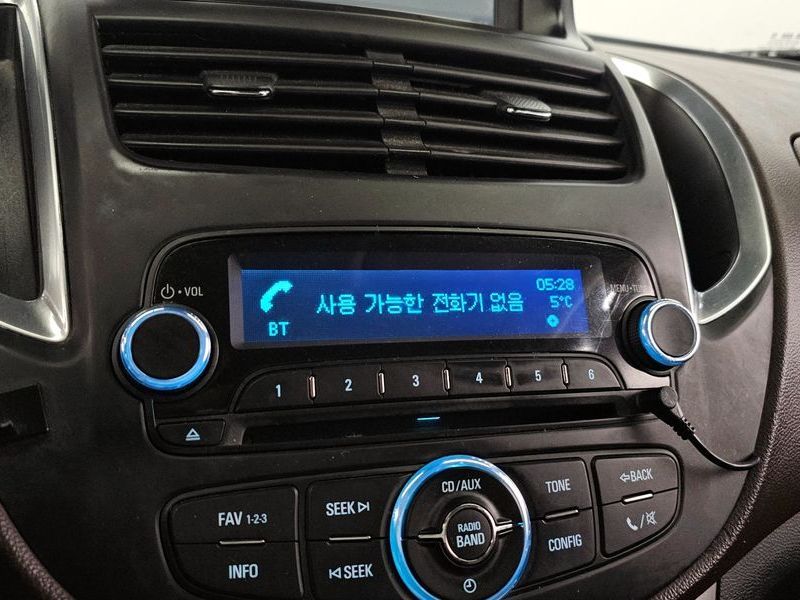 VOL
MENU•TU
05:28
사용 가능한 전화기 없음
5°C
BT
1 2 3 4 5 6
CD/AUX
TONE
BACK
FAV 1-2-3
SEEK
RADIO
BAND
INFO
SEEK
CONFIG